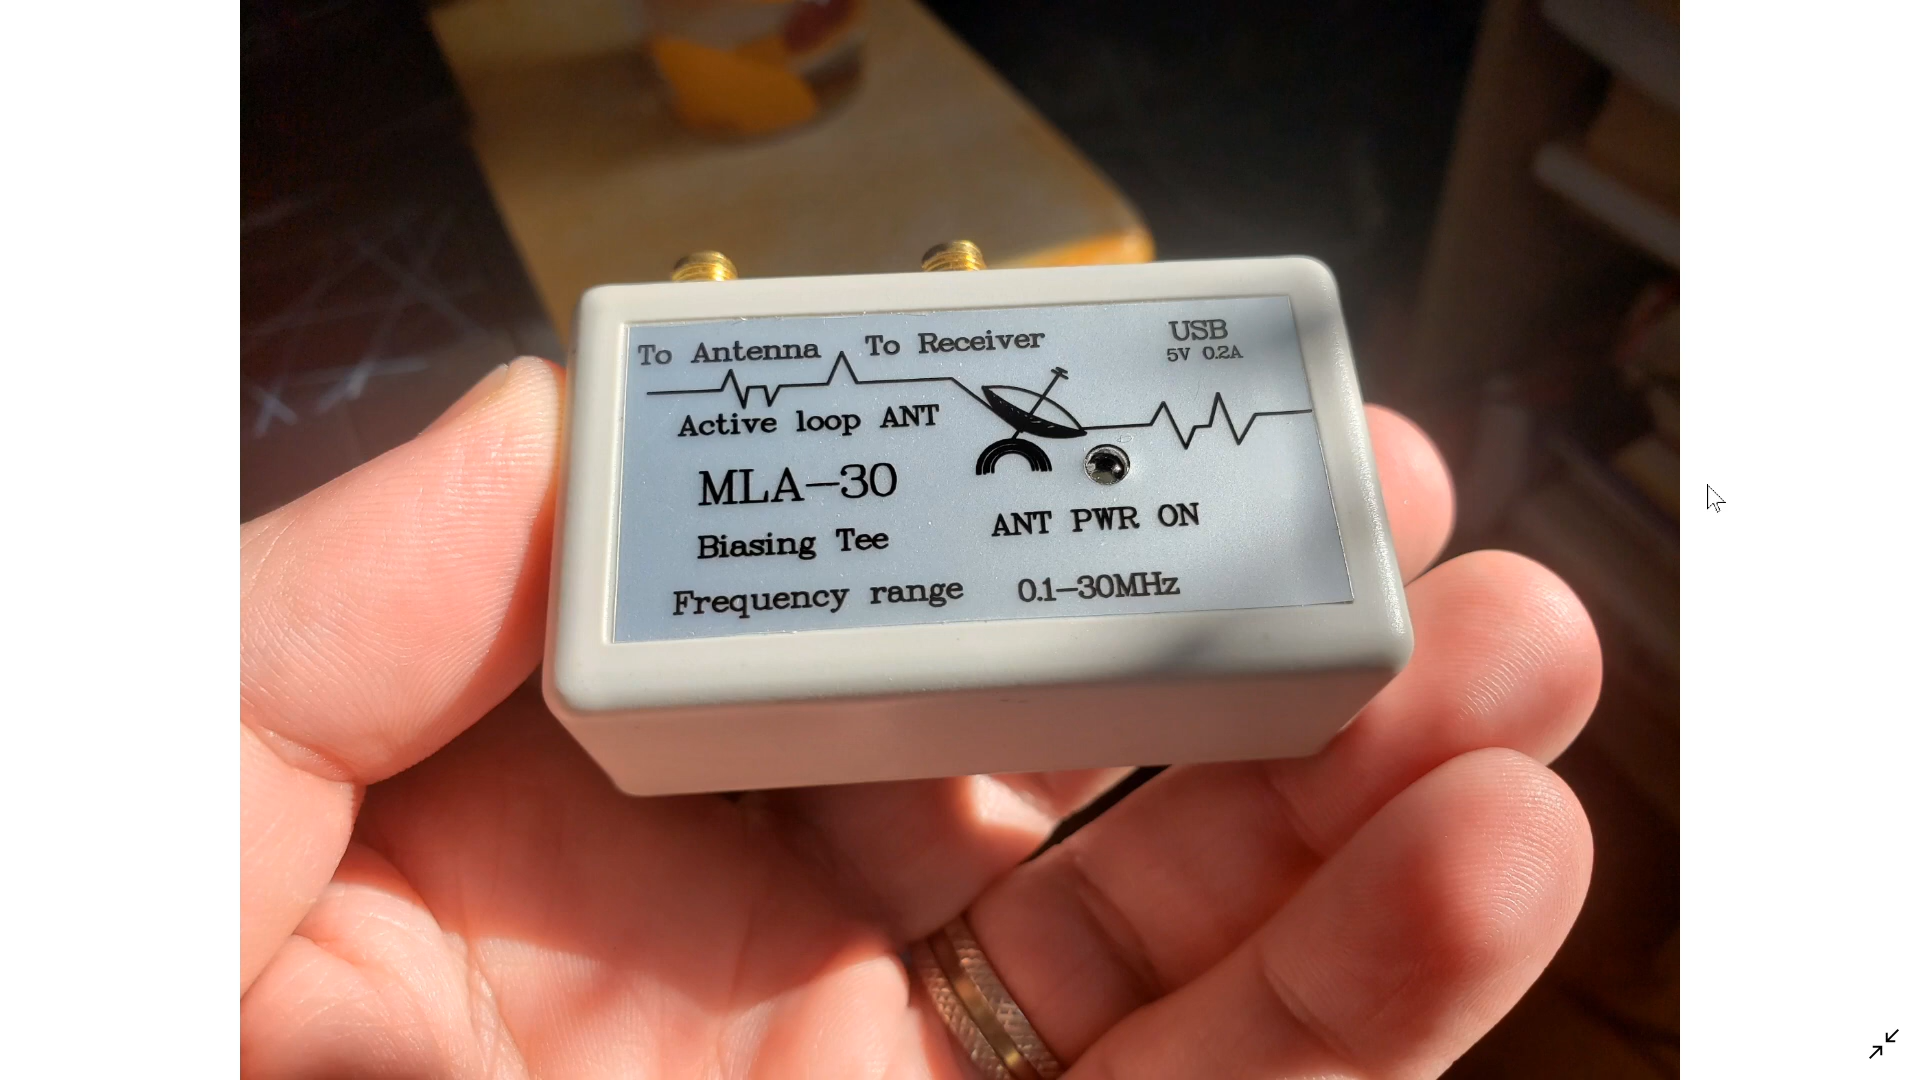 To Antenna To Receiver USB
5V 0.2A
Active loop ANT
MLA-30
ANT PWR ON
Biasing Tee
Frequency range 0.1-30MHz